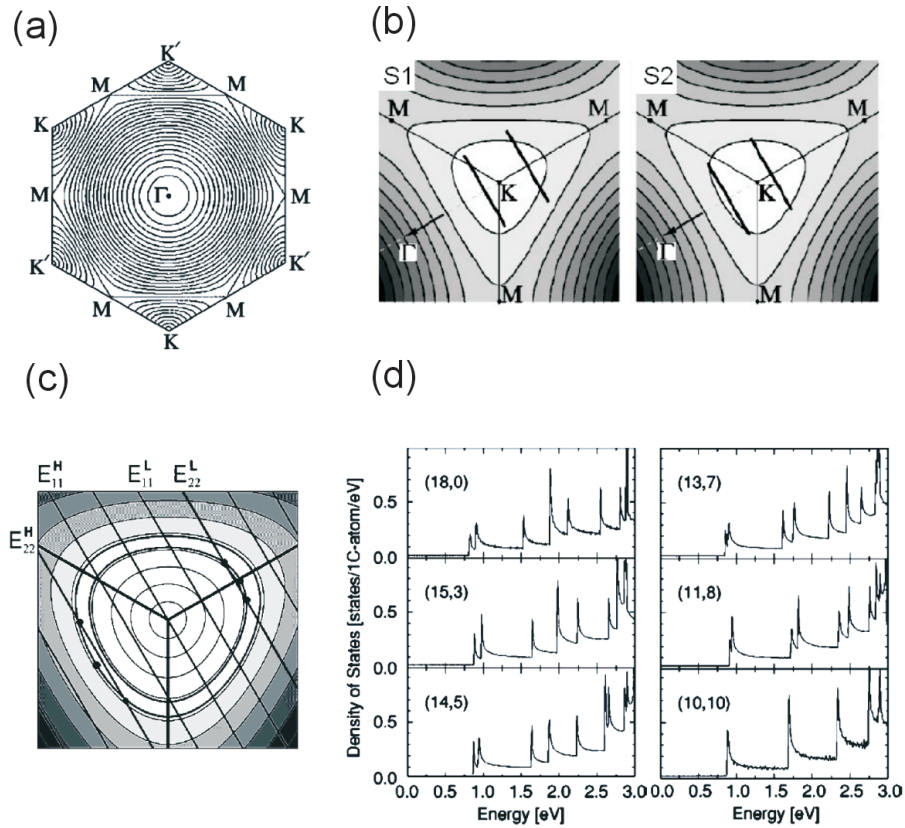 (a)
K′
M
M
K
K
M
Γ
M
K′
K′
M
M
K
(b)
S1
M
M
K
Γ
M
S2
M
M
K
Γ
M
(c)
E₁₁ᴴ
E₁₁ᴸ
E₂₂ᴸ
E₂₂ᴴ
(d)
Density of States [states/1C-atom/eV]
(18,0)
0.5
0.0
(15,3)
0.5
0.0
(14,5)
0.5
0.0
0.0 0.5 1.0 1.5 2.0 2.5 3.0
Energy [eV]
(13,7)
(11,8)
(10,10)
0.0 0.5 1.0 1.5 2.0 2.5 3.0
Energy [eV]